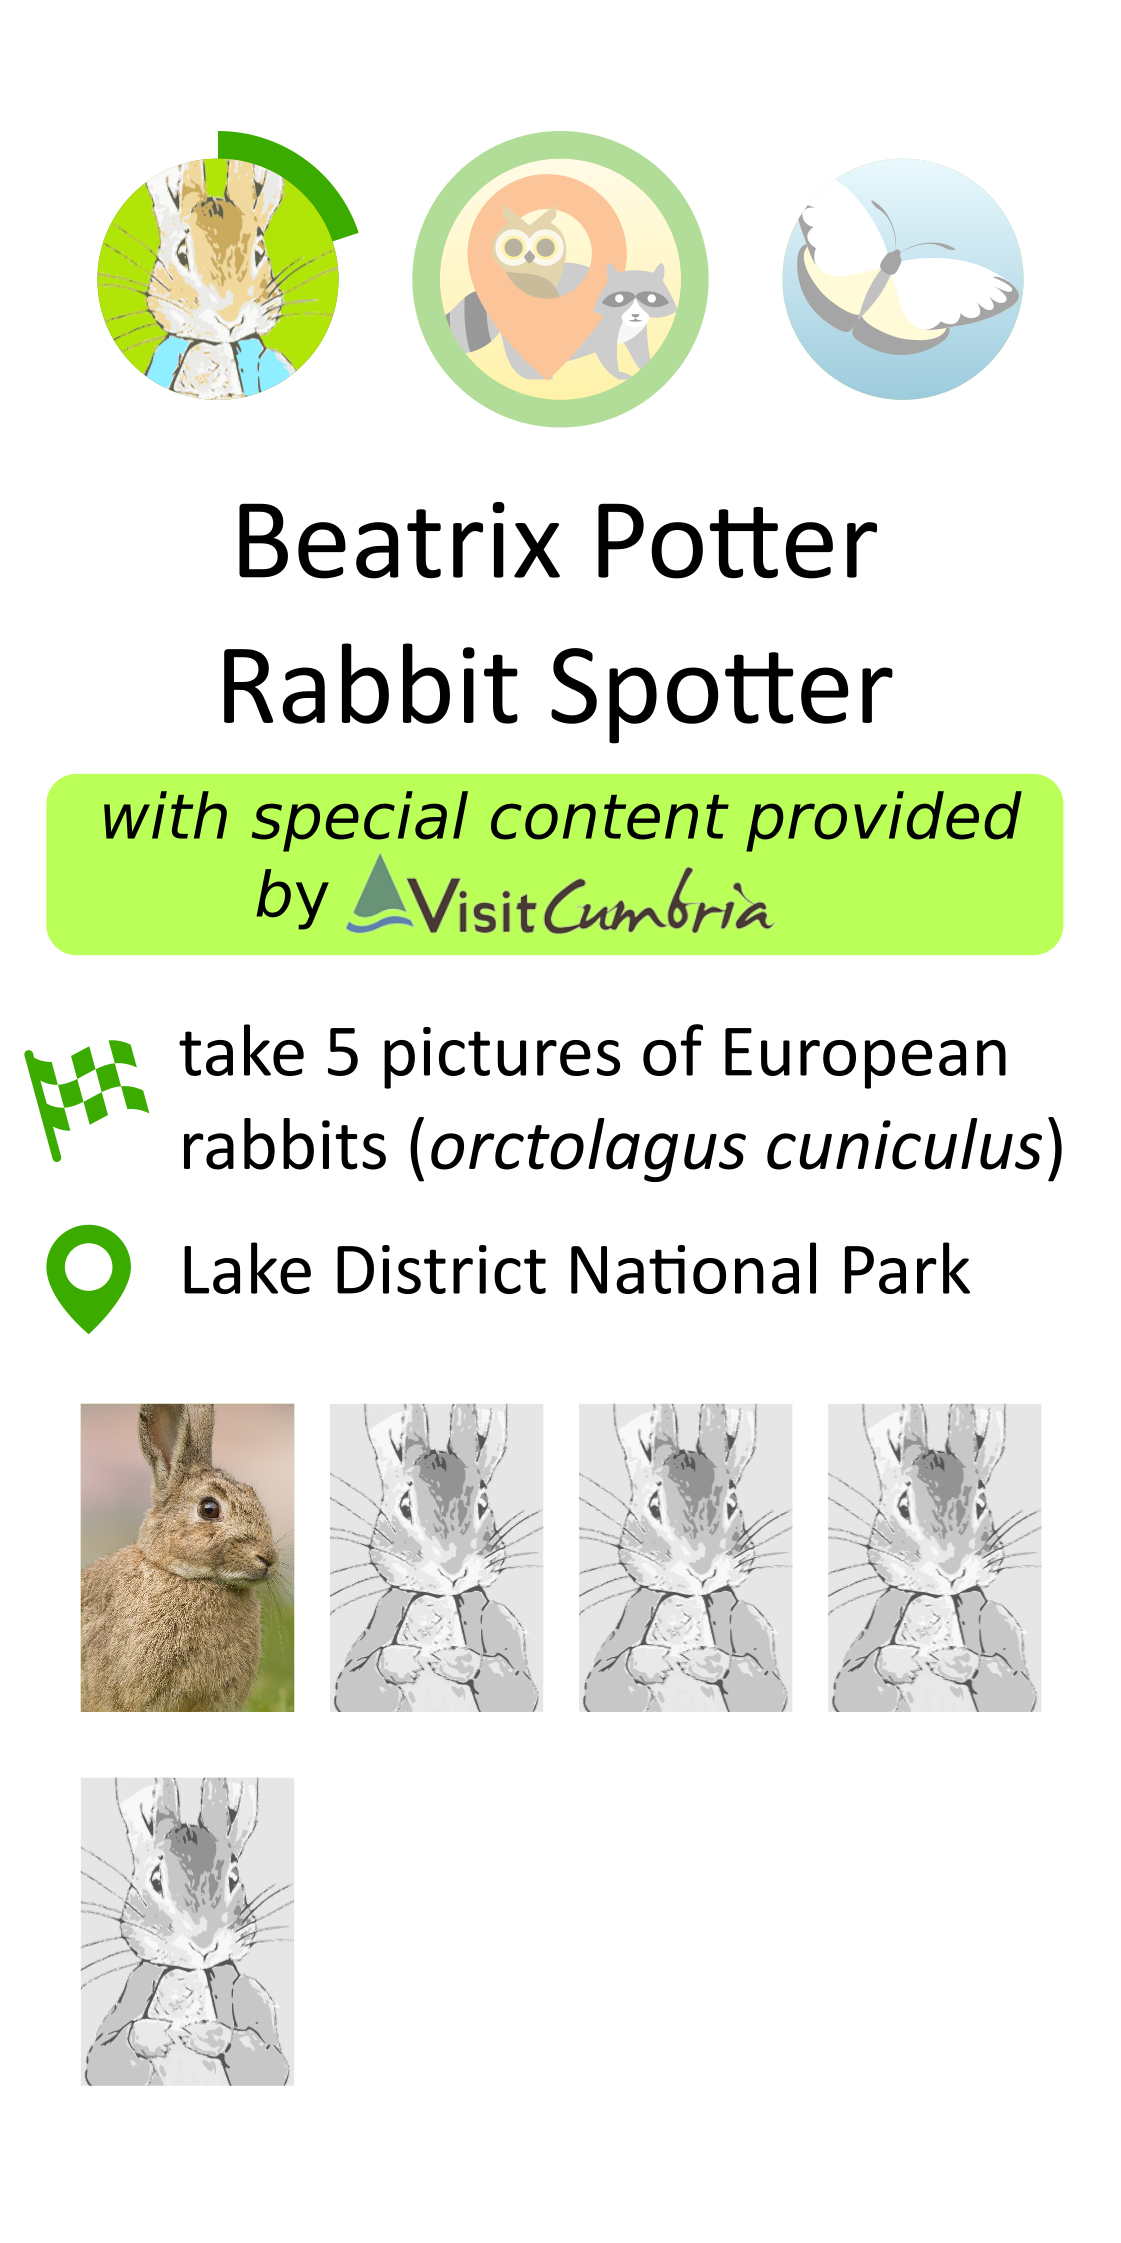 Beatrix Potter
Rabbit Spotter
with special content provided
by VisitCumbria
take 5 pictures of European
rabbits (orctolagus cuniculus)
Lake District National Park